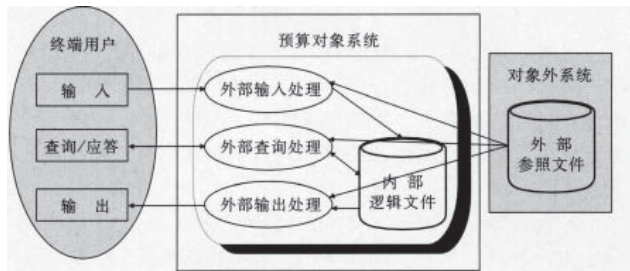 终端用户
输 入
查询/应答
输 出
预算对象系统
外部输入处理
外部查询处理
外部输出处理
内 部
逻辑文件
对象外系统
外 部
参照文件